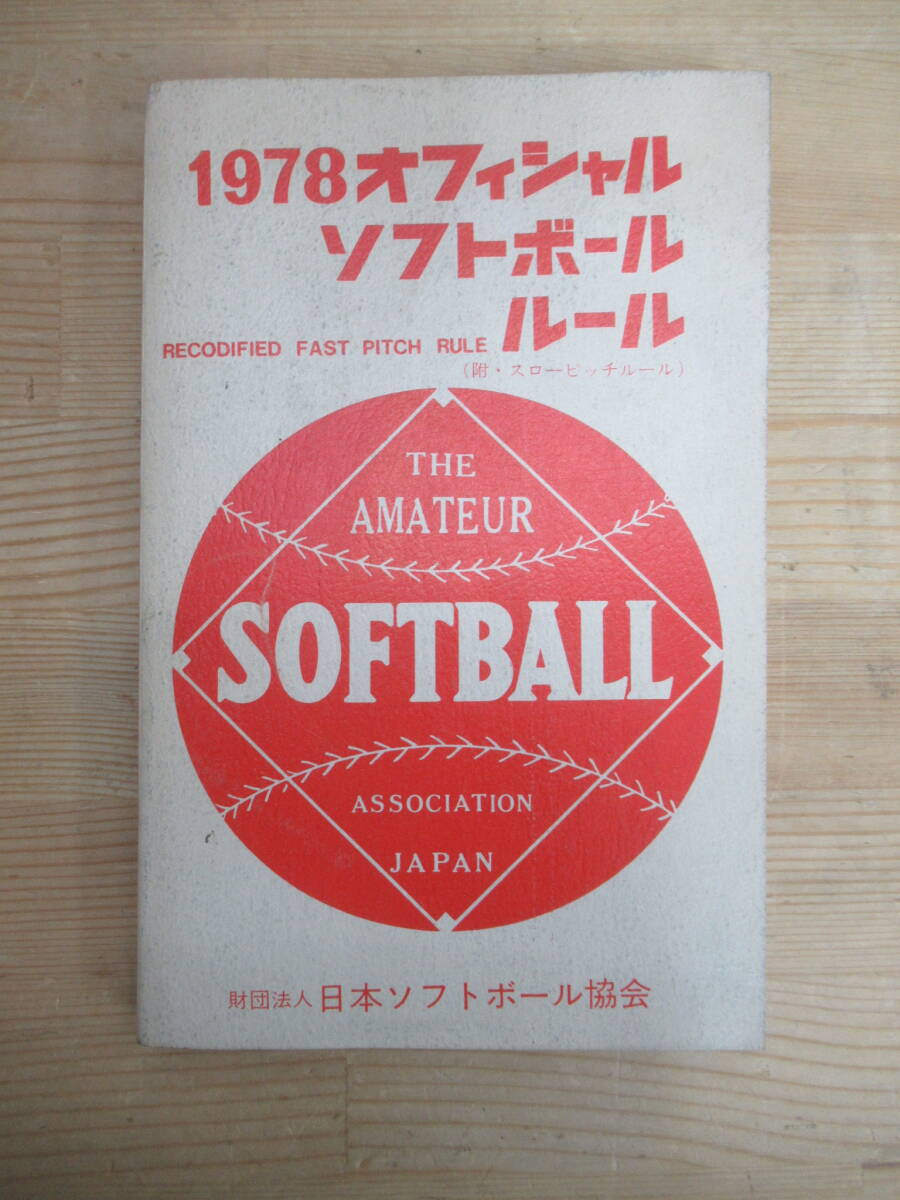 1978オフィシャル
ソフトボール
ルール
RECODIFIED FAST PITCH RULE
(附・スローピッチルール)
THE
AMATEUR
SOFTBALL
ASSOCIATION
JAPAN
財団法人 日本ソフトボール協会